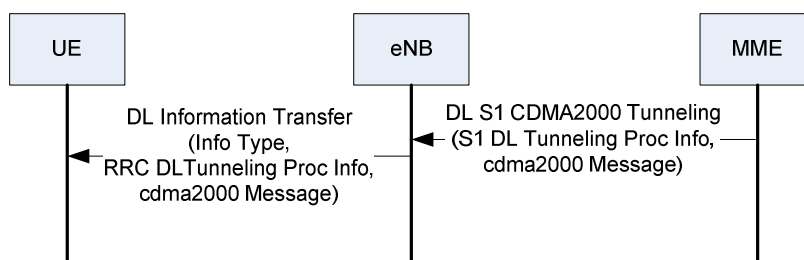 UE
eNB
MME
DL Information Transfer
(Info Type,
RRC DLTunneling Proc Info,
cdma2000 Message)
DL S1 CDMA2000 Tunneling
(S1 DL Tunneling Proc Info,
cdma2000 Message)